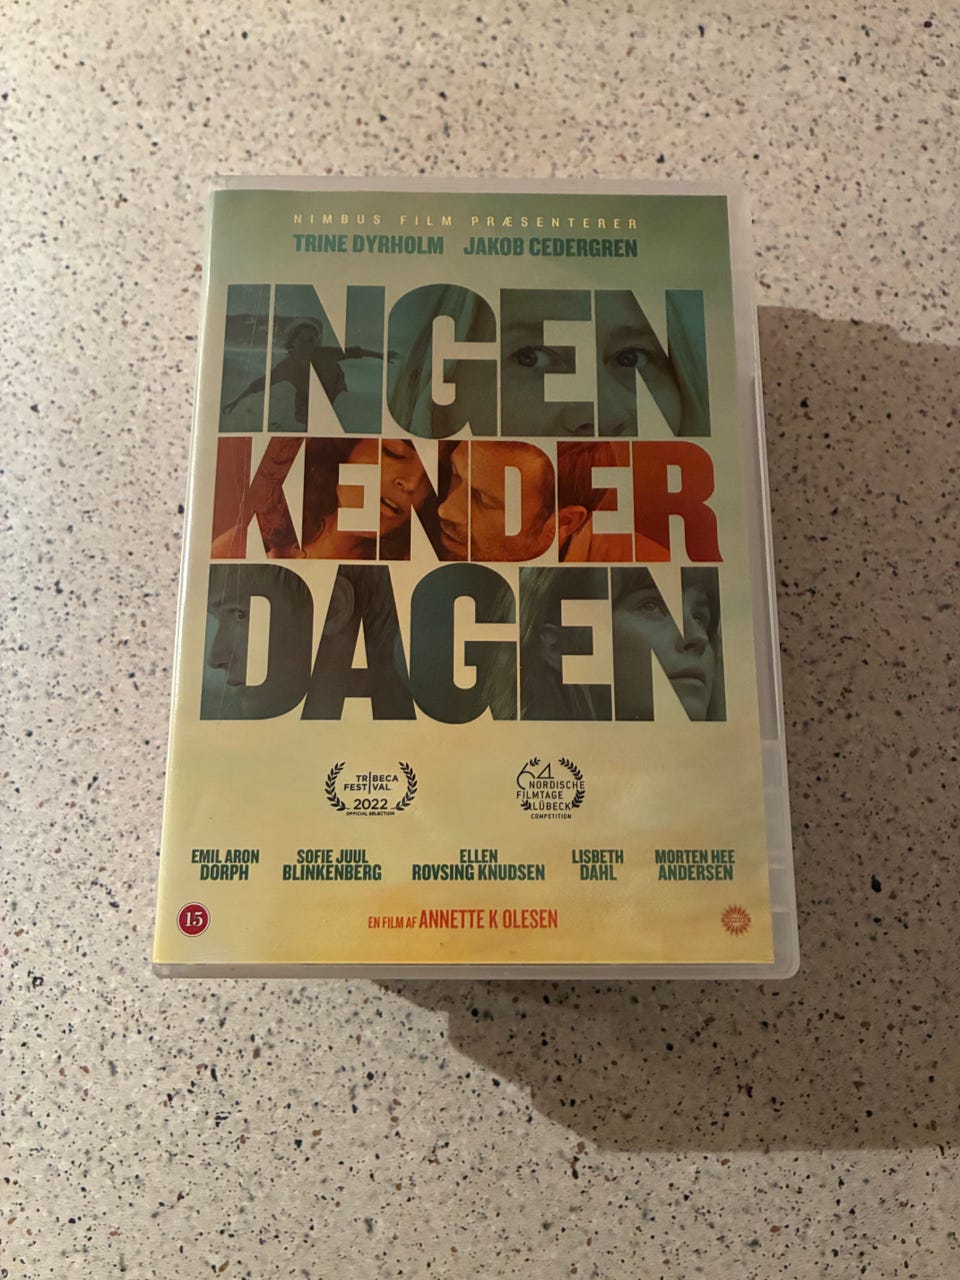 NIMBUS FILM PRÆSENTERER
TRINE DYRHOLM JAKOB CEDERGREN
INGEN
KENDER
DAGEN
TRIBECA
FESTIVAL
2022
OFFICIAL SELECTION
64
NORDISCHE
FILMTAGE
LÜBECK
COMPETITION
EMIL ARON
DORPH
SOFIE JUUL
BLINKENBERG
ELLEN
ROVSING KNUDSEN
LISBETH
DAHL
MORTEN HEE
ANDERSEN
15
EN FILM AF ANNETTE K OLESEN